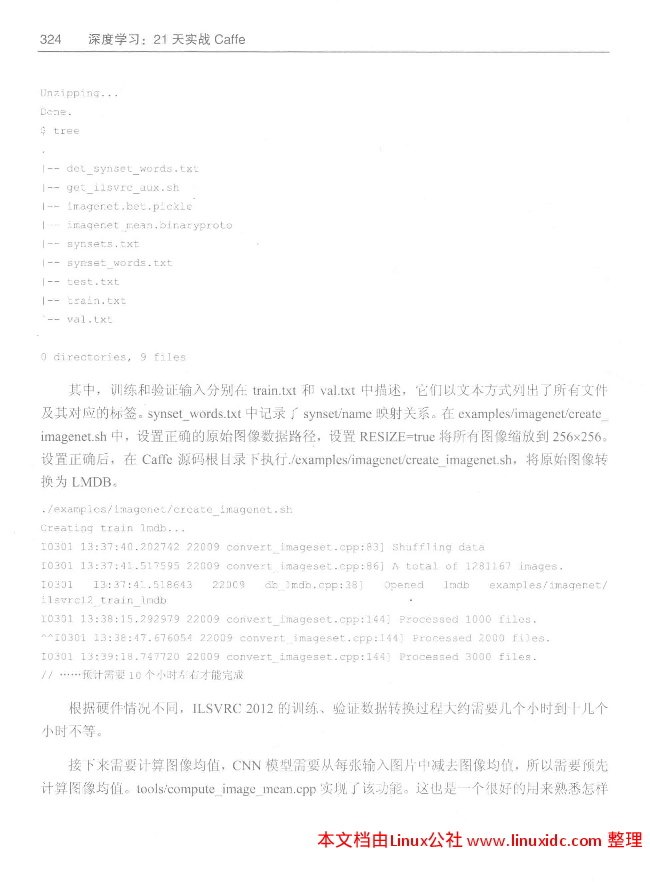 324 深度学习：21 天实战 Caffe
Unzipping...
Done.
$ tree
.
|-- det_synset_words.txt
|-- get_ilsvrc_aux.sh
|-- imagenet.bet.pickle
|-- imagenet_mean.binaryproto
|-- synsets.txt
|-- synset_words.txt
|-- test.txt
|-- train.txt
`-- val.txt
0 directories, 9 files
其中，训练和验证输入分别在 train.txt 和 val.txt 中描述，它们以文本方式列出了所有文件
及其对应的标签。synset_words.txt 中记录了 synset/name 映射关系。在 examples/imagenet/create_
imagenet.sh 中，设置正确的原始图像数据路径，设置 RESIZE=true 将所有图像缩放到 256×256。
设置正确后，在 Caffe 源码根目录下执行./examples/imagenet/create_imagenet.sh，将原始图像转
换为 LMDB。
./examples/imagenet/create_imagenet.sh
Creating train lmdb...
I0301 13:37:40.202742 22009 convert_imageset.cpp:83] Shuffling data
I0301 13:37:41.517595 22009 convert_imageset.cpp:86] A total of 1281167 images.
I0301 13:37:41.518643 22009 db_lmdb.cpp:38] Opened lmdb examples/imagenet/
ilsvrc12_train_lmdb
I0301 13:38:15.292979 22009 convert_imageset.cpp:144] Processed 1000 files.
^^I0301 13:38:47.676054 22009 convert_imageset.cpp:144] Processed 2000 files.
I0301 13:39:18.747720 22009 convert_imageset.cpp:144] Processed 3000 files.
// ……预计需要 10 个小时左右才能完成
根据硬件情况不同，ILSVRC 2012 的训练、验证数据转换过程大约需要几个小时到十几个
小时不等。
接下来需要计算图像均值，CNN 模型需要从每张输入图片中减去图像均值，所以需要预先
计算图像均值。tools/compute_image_mean.cpp 实现了该功能。这也是一个很好的用来熟悉怎样
本文档由Linux公社 www.linuxidc.com 整理